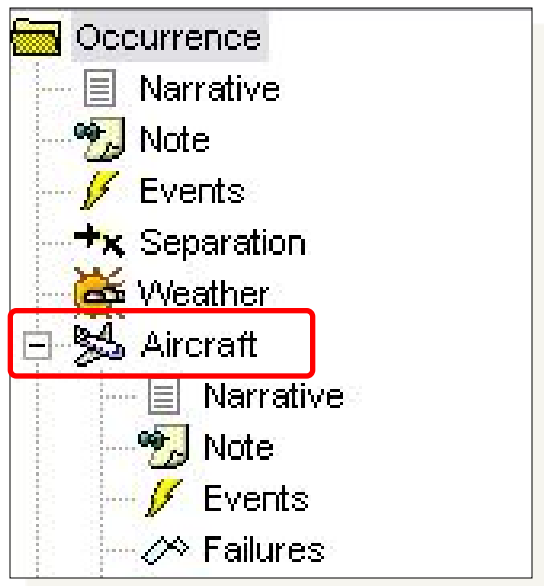 Occurrence
Narrative
Note
Events
Separation
Weather
Aircraft
Narrative
Note
Events
Failures